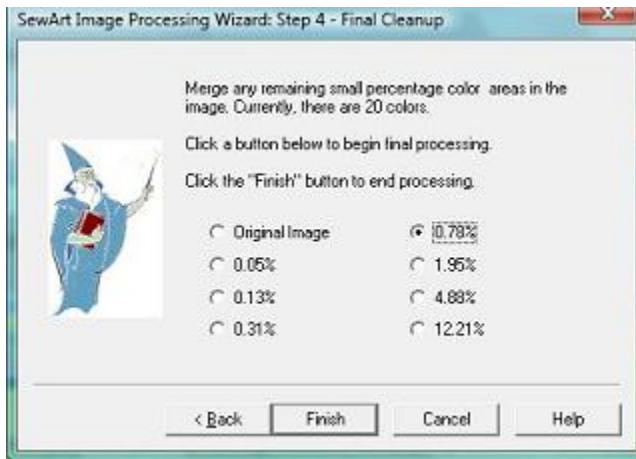 SewArt Image Processing Wizard: Step 4 - Final Cleanup
Merge any remaining small percentage color areas in the
image. Currently, there are 20 colors.
Click a button below to begin final processing.
Click the "Finish" button to end processing.
Original Image 0.78%
0.05% 1.95%
0.13% 4.88%
0.31% 12.21%
< Back Finish Cancel Help